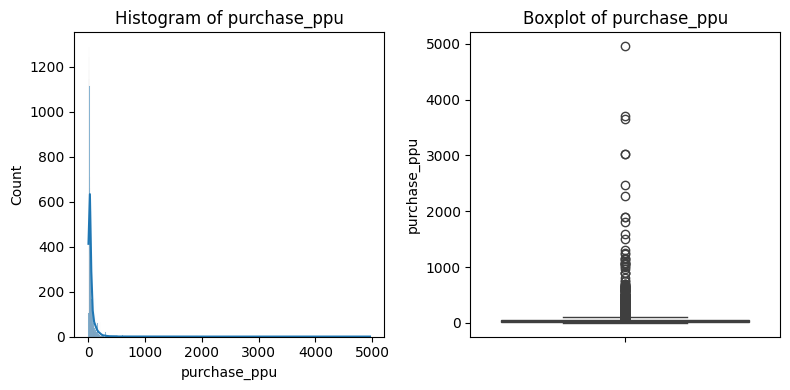 Histogram of purchase_ppu
1200
1000
800
600
400
200
0
Count
0 1000 2000 3000 4000 5000
purchase_ppu
Boxplot of purchase_ppu
5000
4000
3000
2000
1000
0
purchase_ppu